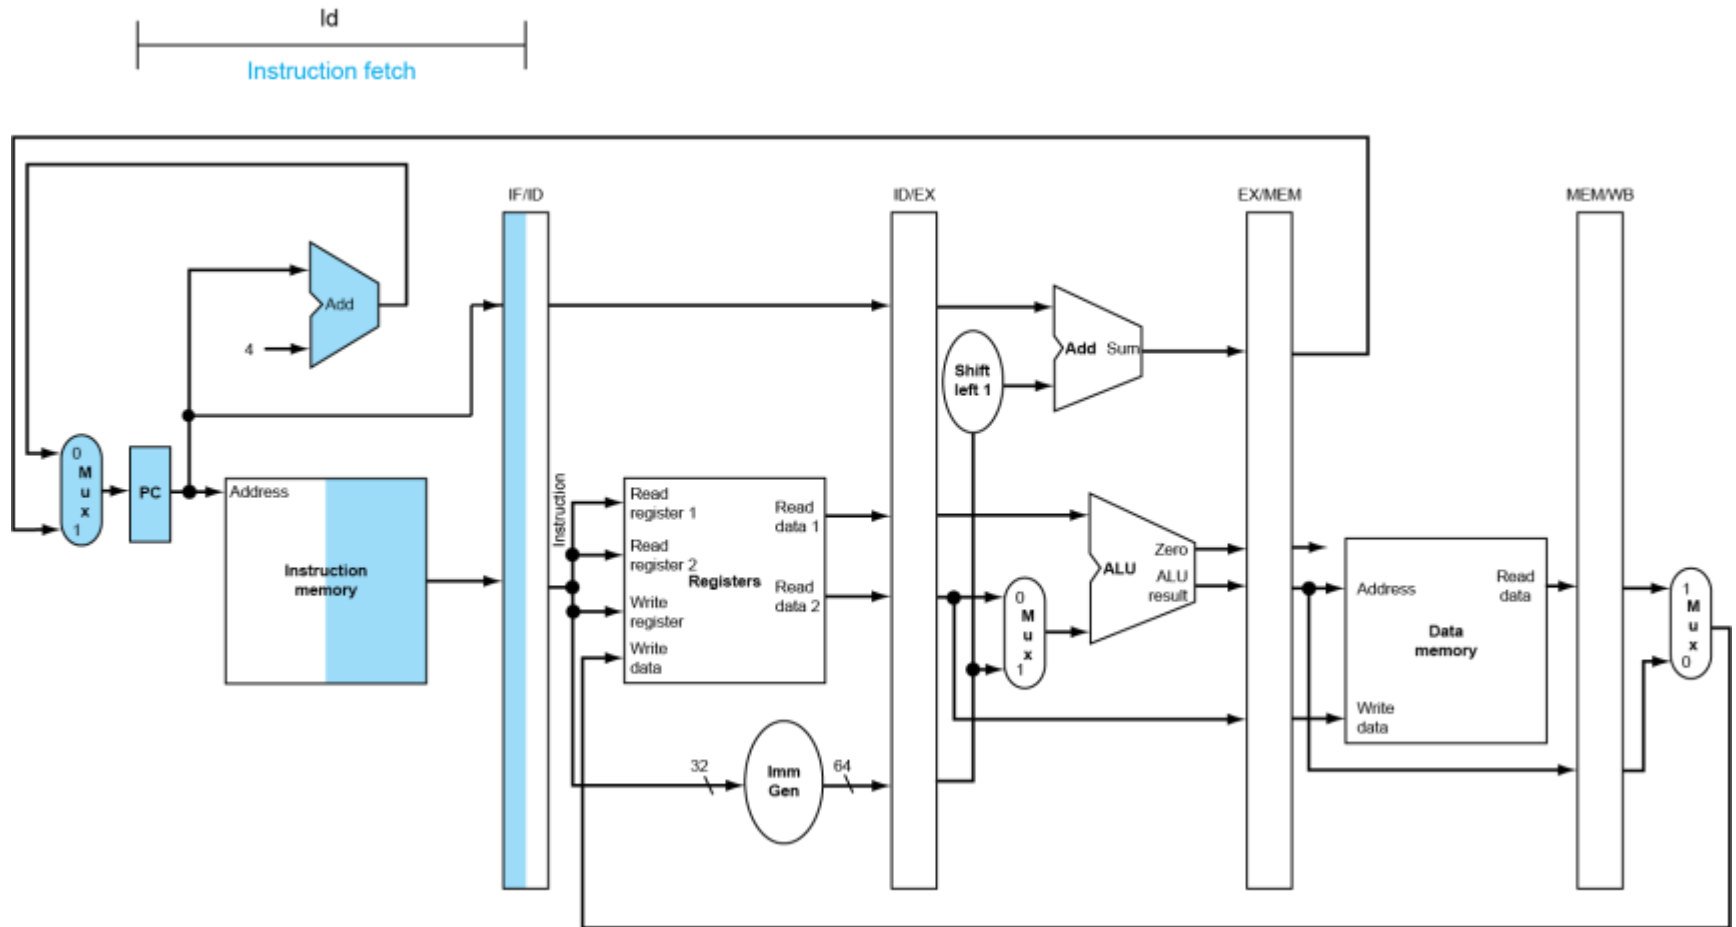 ld
Instruction fetch
IF/ID
ID/EX
EX/MEM
MEM/WB
Add
4
Add Sum
Shift
left 1
0
M
u
x
1
PC
Address
Instruction
memory
Instruction
Read
register 1
Read
register 2
Write
register
Write
data
Registers
Read
data 1
Read
data 2
0
M
u
x
1
ALU
Zero
ALU
result
Address
Write
data
Data
memory
Read
data
1
M
u
x
0
32
Imm
Gen
64